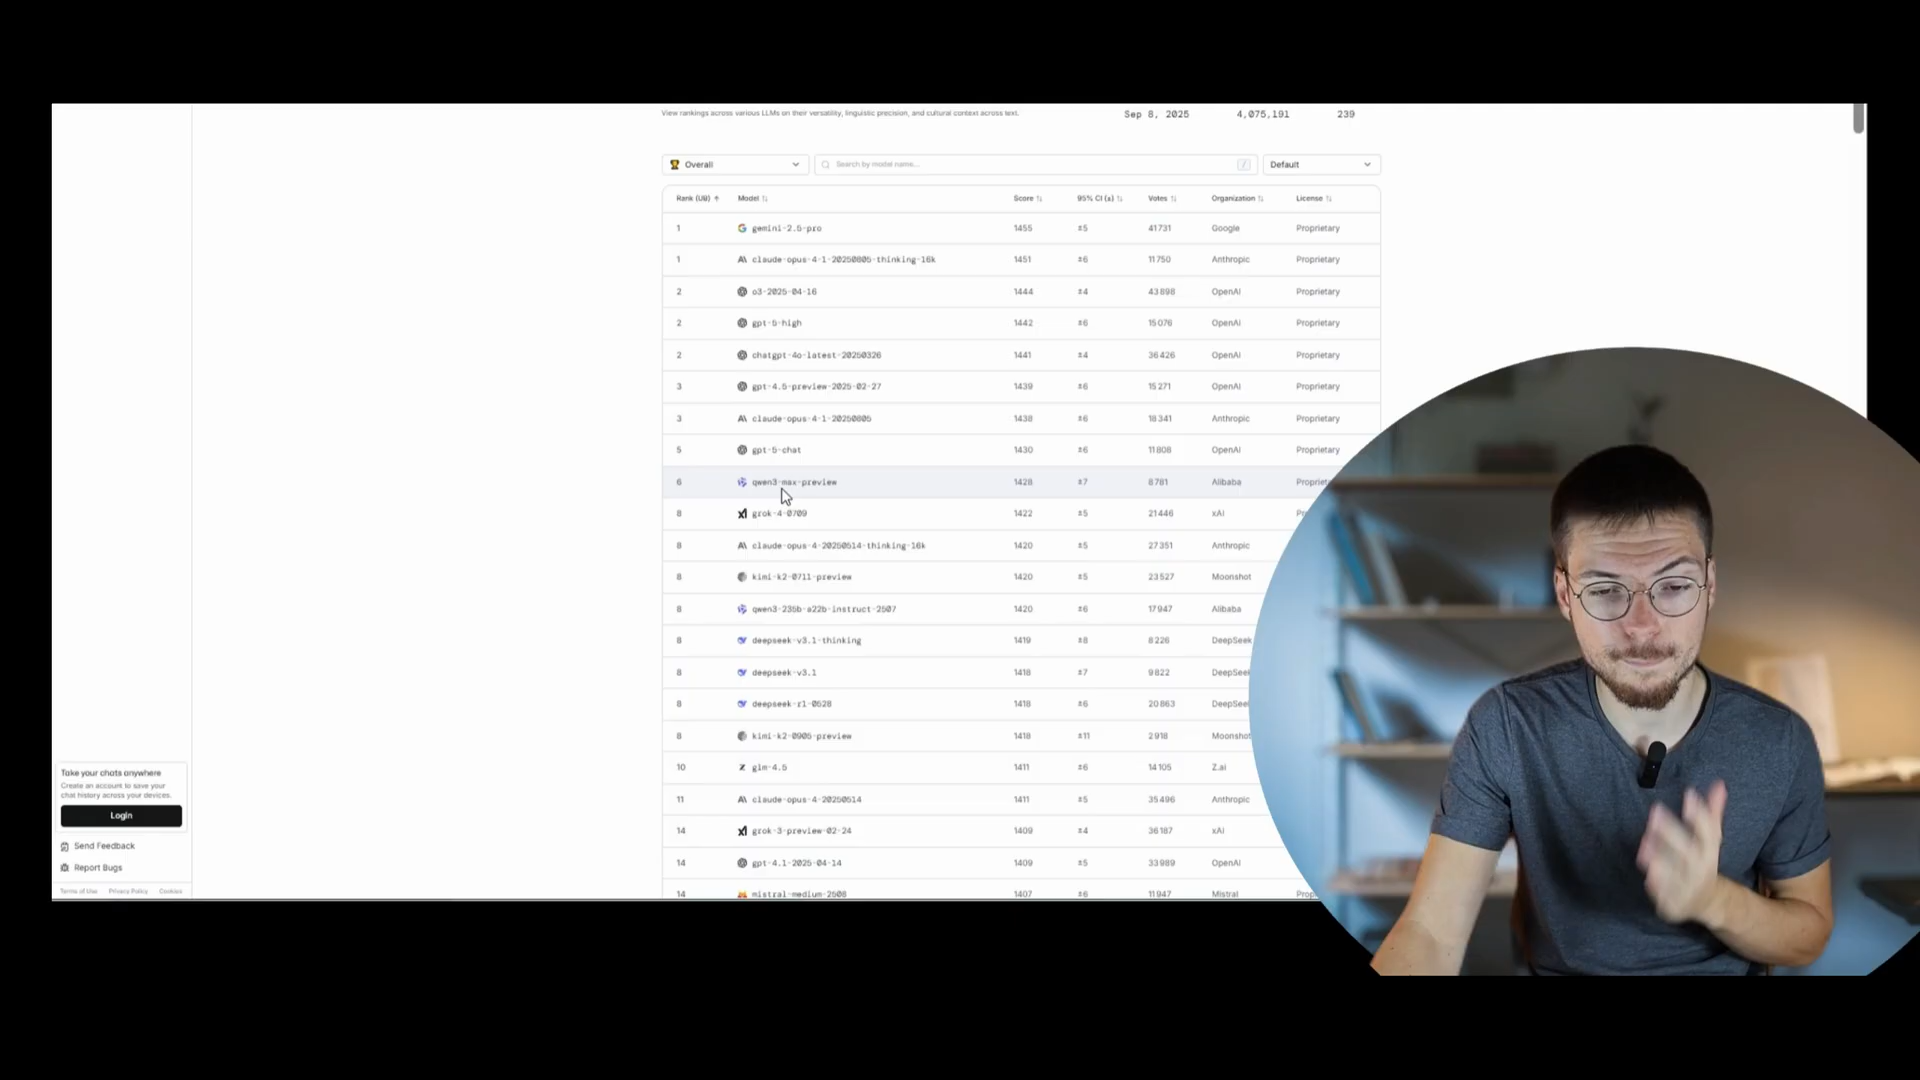 View rankings across various LLMs on their versatility, linguistic precision, and cultural context across text.
Sep 8, 2025 4,075,191 239
Overall Search by model name... / Default
Rank (UB) Model Score 95% CI (±) Votes Organization License
1 gemini-2.5-pro 1455 ±5 41731 Google Proprietary
1 claude-opus-4-1-20250805-thinking-16k 1451 ±6 11750 Anthropic Proprietary
2 o3-2025-04-16 1444 ±4 43898 OpenAI Proprietary
2 gpt-5-high 1442 ±6 15076 OpenAI Proprietary
2 chatgpt-4o-latest-20250326 1441 ±4 36426 OpenAI Proprietary
3 gpt-4.5-preview-2025-02-27 1439 ±6 15271 OpenAI Proprietary
3 claude-opus-4-1-20250805 1438 ±6 18341 Anthropic Proprietary
5 gpt-5-chat 1430 ±6 11808 OpenAI Proprietary
6 qwen3-max-preview 1428 ±7 8781 Alibaba Propriet
8 grok-4-0709 1422 ±5 21446 xAI Pr
8 claude-opus-4-20250514-thinking-16k 1420 ±5 27351 Anthropic
8 kimi-k2-0711-preview 1420 ±5 23527 Moonshot
8 qwen3-235b-a22b-instruct-2507 1420 ±6 17947 Alibaba
8 deepseek-v3.1-thinking 1419 ±8 8226 DeepSeek
8 deepseek-v3.1 1418 ±7 9822 DeepSee
8 deepseek-r1-0528 1418 ±6 20863 DeepSee
8 kimi-k2-0905-preview 1418 ±11 2918 Moonshot
10 glm-4.5 1411 ±6 14105 Z.ai
11 claude-opus-4-20250514 1411 ±5 35496 Anthropic
14 grok-3-preview-02-24 1409 ±4 36187 xAI
14 gpt-4.1-2025-04-14 1409 ±5 33989 OpenAI
14 mistral-medium-2508 1407 ±6 11947 Mistral Prop
Take your chats anywhere
Create an account to save your
chat history across your devices.
Login
Send Feedback
Report Bugs
Terms of Use Privacy Policy Cookies